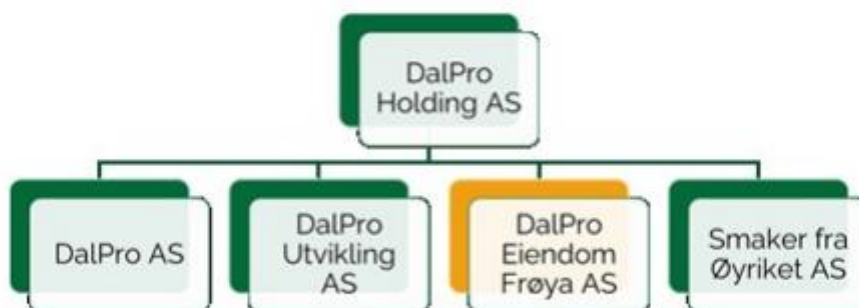 DalPro
Holding AS
DalPro AS
DalPro
Utvikling
AS
DalPro
Eiendom
Frøya AS
Smaker fra
Øyriket AS